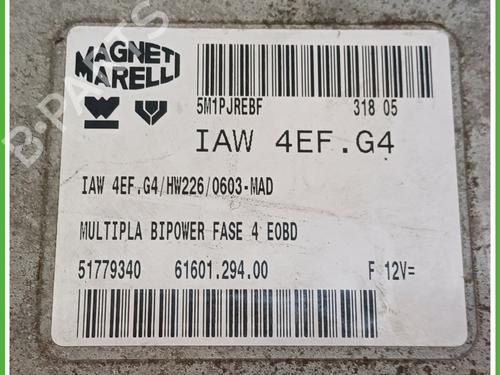 MAGNETI
MARELLI
5M1PJREBF 318 05
IAW 4EF.G4
IAW 4EF.G4/HW226/0603-MAD
MULTIPLA BIPOWER FASE 4 EOBD
51779340 61601.294.00 F 12V=
B-PARTS